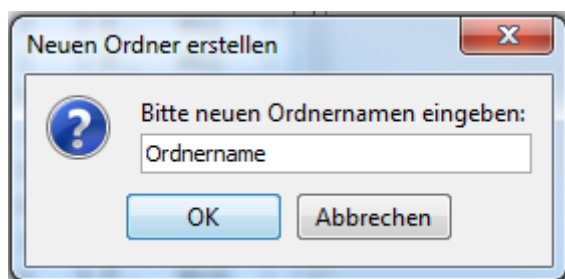 Neuen Ordner erstellen
Bitte neuen Ordnernamen eingeben:
Ordnername
OK
Abbrechen